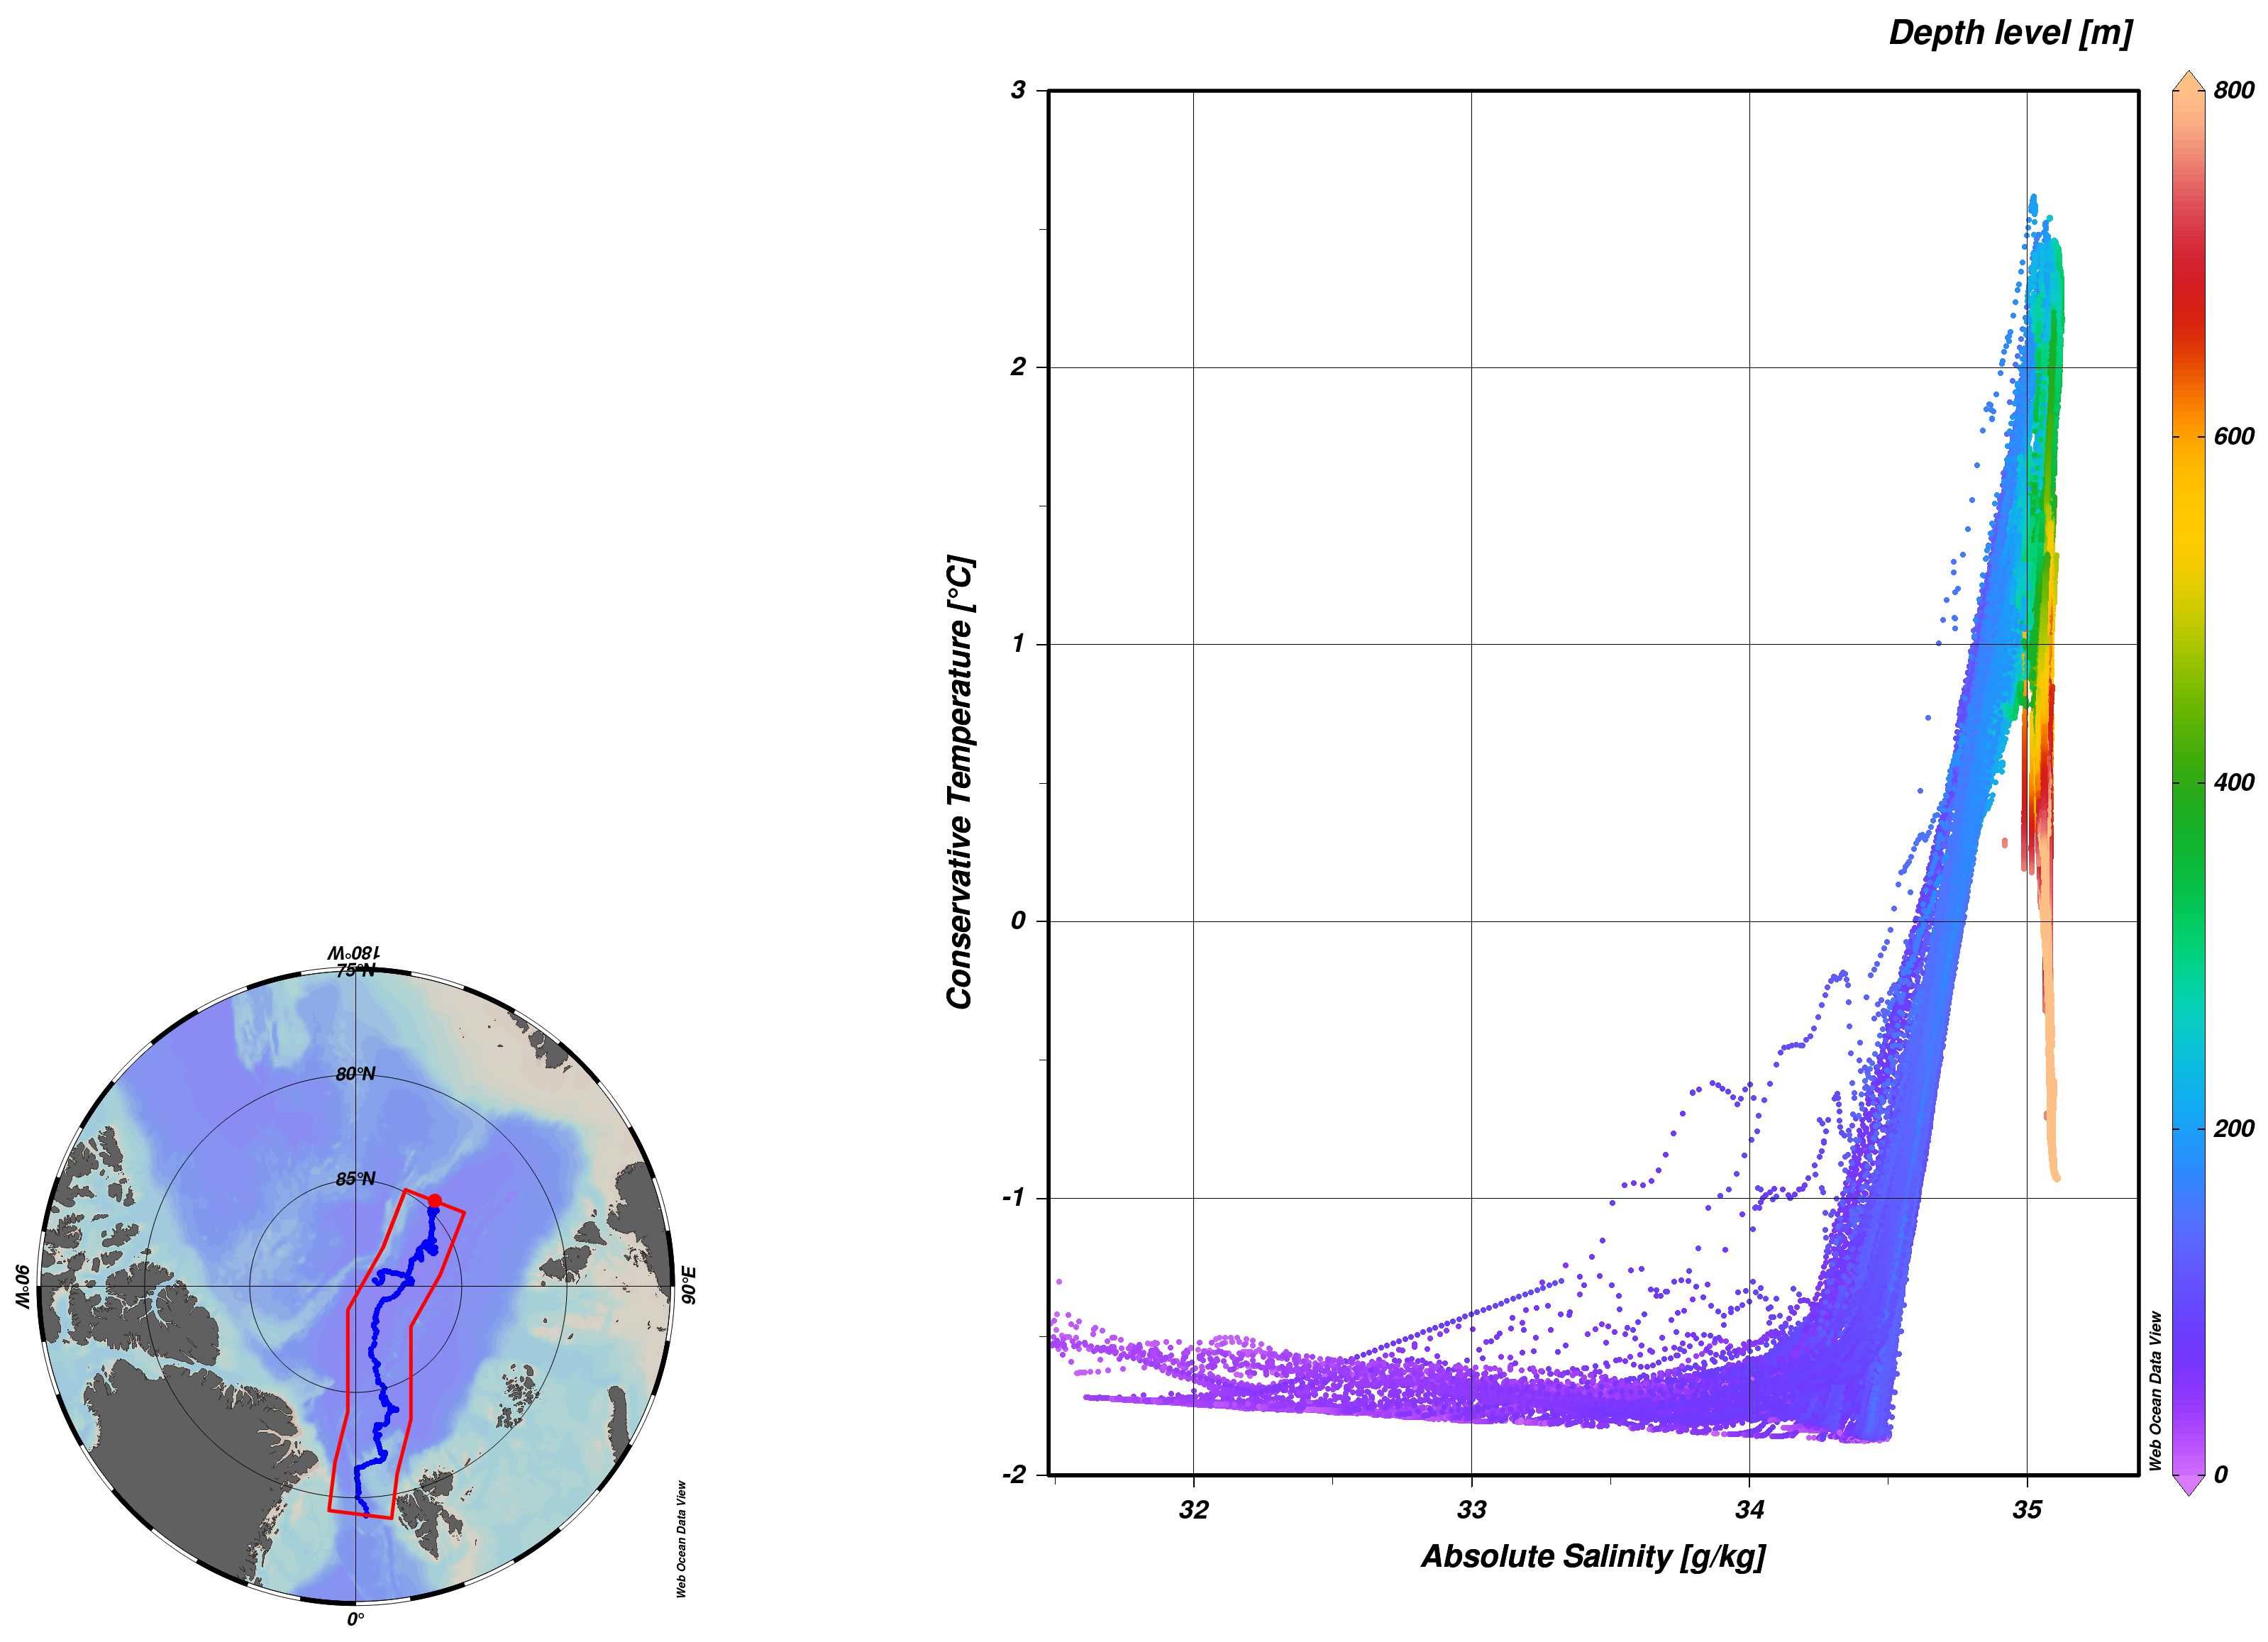 Depth level [m]
3
2
1
0
-1
-2
Conservative Temperature [°C]
32
33
34
35
Absolute Salinity [g/kg]
800
600
400
200
0
Web Ocean Data View
180°W
75°N
80°N
85°N
90°W
90°E
0°
Web Ocean Data View